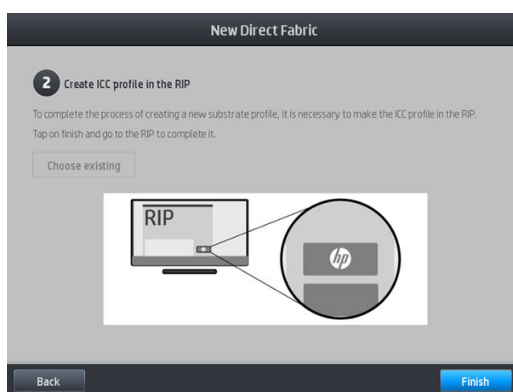 New Direct Fabric
2 Create ICC profile in the RIP
To complete the process of creating a new substrate profile, it is necessary to make the ICC profile in the RIP.
Tap on finish and go to the RIP to complete it.
Choose existing
RIP
hp
Back
Finish